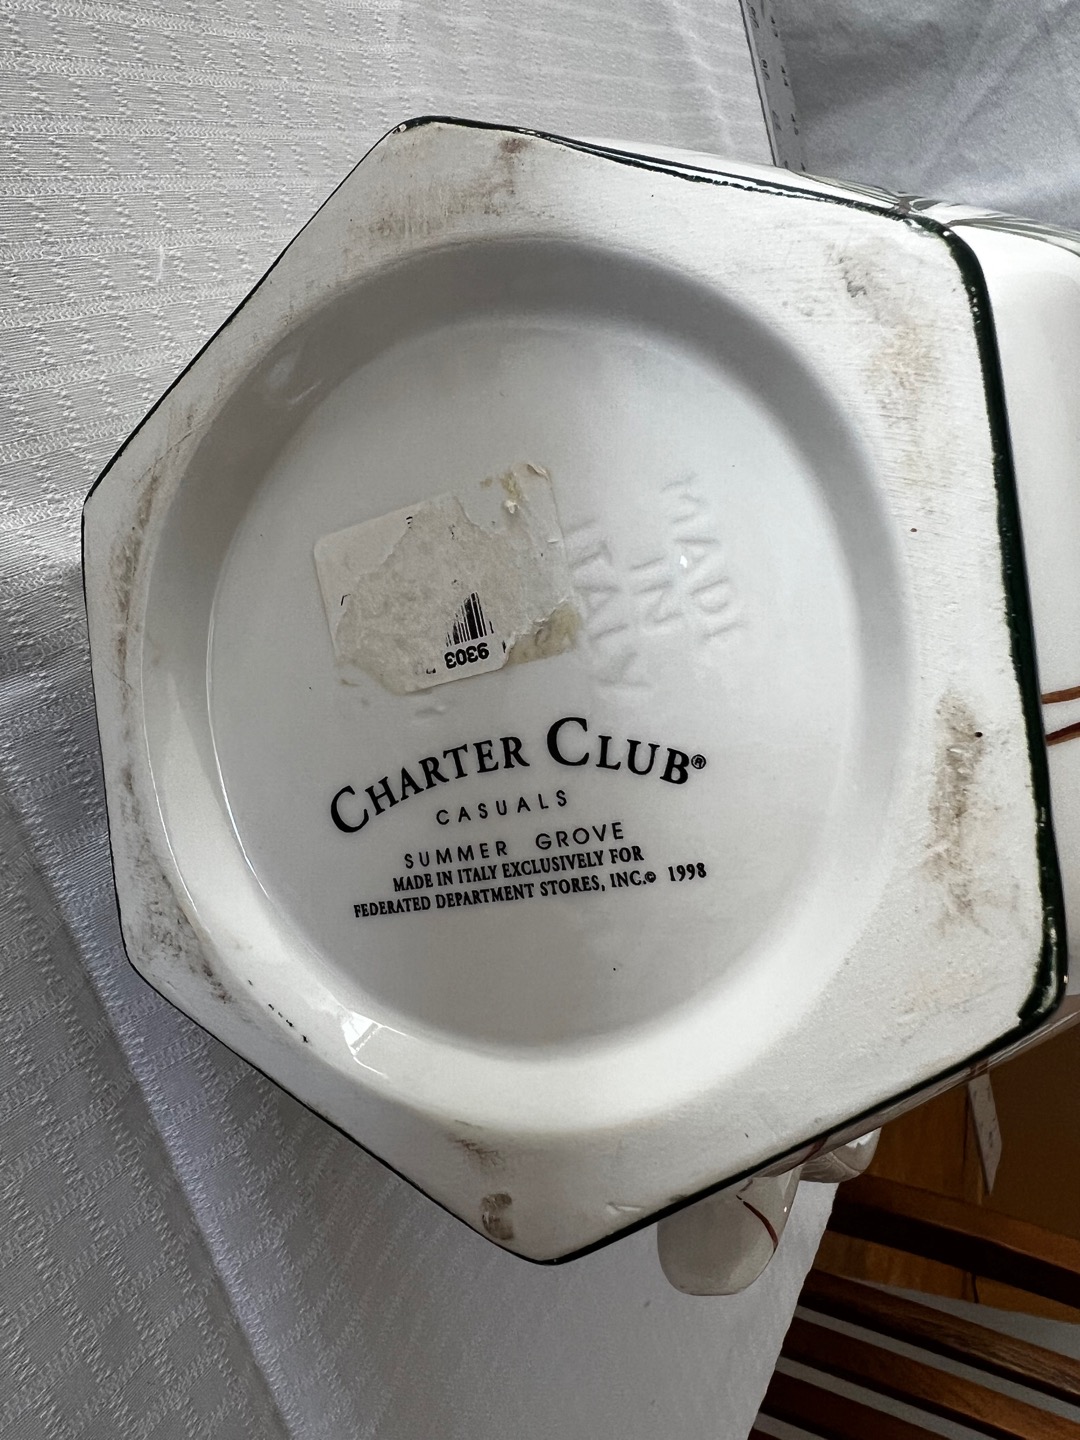 MADE
IN
ITALY
9303
CHARTER CLUB®
CASUALS
SUMMER GROVE
MADE IN ITALY EXCLUSIVELY FOR
FEDERATED DEPARTMENT STORES, INC.© 1998